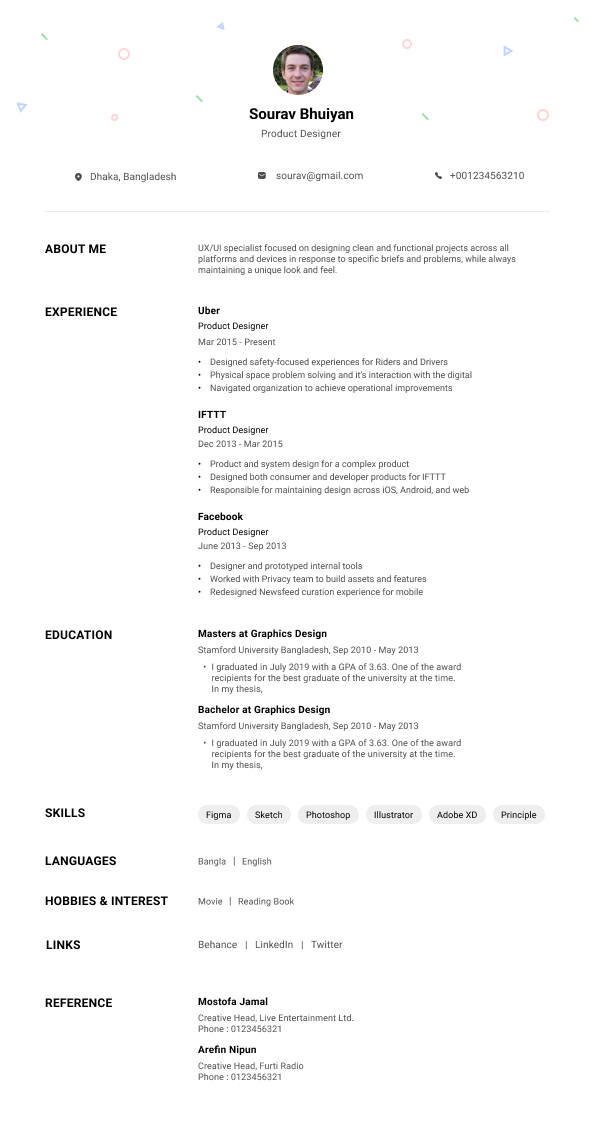 Sourav Bhuiyan
Product Designer
Dhaka, Bangladesh
sourav@gmail.com
+001234563210
ABOUT ME
UX/UI specialist focused on designing clean and functional projects across all
platforms and devices in response to specific briefs and problems, while always
maintaining a unique look and feel.
EXPERIENCE
Uber
Product Designer
Mar 2015 - Present
• Designed safety-focused experiences for Riders and Drivers
• Physical space problem solving and it's interaction with the digital
• Navigated organization to achieve operational improvements
IFTTT
Product Designer
Dec 2013 - Mar 2015
• Product and system design for a complex product
• Designed both consumer and developer products for IFTTT
• Responsible for maintaining design across iOS, Android, and web
Facebook
Product Designer
June 2013 - Sep 2013
• Designer and prototyped internal tools
• Worked with Privacy team to build assets and features
• Redesigned Newsfeed curation experience for mobile
EDUCATION
Masters at Graphics Design
Stamford University Bangladesh, Sep 2010 - May 2013
• I graduated in July 2019 with a GPA of 3.63. One of the award
recipients for the best graduate of the university at the time.
In my thesis,
Bachelor at Graphics Design
Stamford University Bangladesh, Sep 2010 - May 2013
• I graduated in July 2019 with a GPA of 3.63. One of the award
recipients for the best graduate of the university at the time.
In my thesis,
SKILLS
Figma Sketch Photoshop Illustrator Adobe XD Principle
LANGUAGES
Bangla | English
HOBBIES & INTEREST
Movie | Reading Book
LINKS
Behance | LinkedIn | Twitter
REFERENCE
Mostofa Jamal
Creative Head, Live Entertainment Ltd.
Phone : 0123456321
Arefin Nipun
Creative Head, Furti Radio
Phone : 0123456321